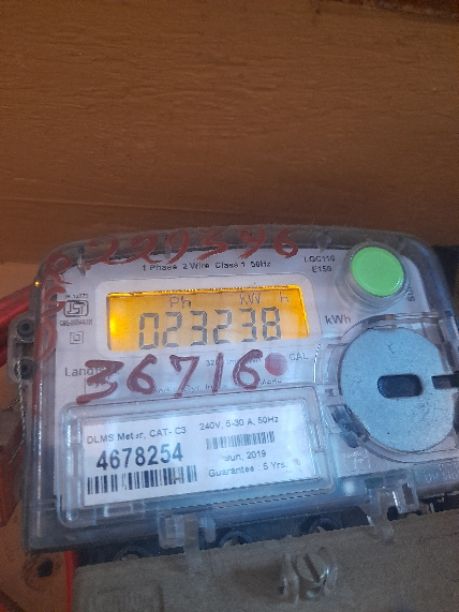 229596
1 Phase 2 Wire Class 1 50Hz
LGC110
E150
Ph kW h
023238
kWh
CAL
36716
DLMS Meter, CAT- C3 240V, 5-30 A, 50Hz
4678254
Jun, 2019
Guarantee : 5 Yrs.